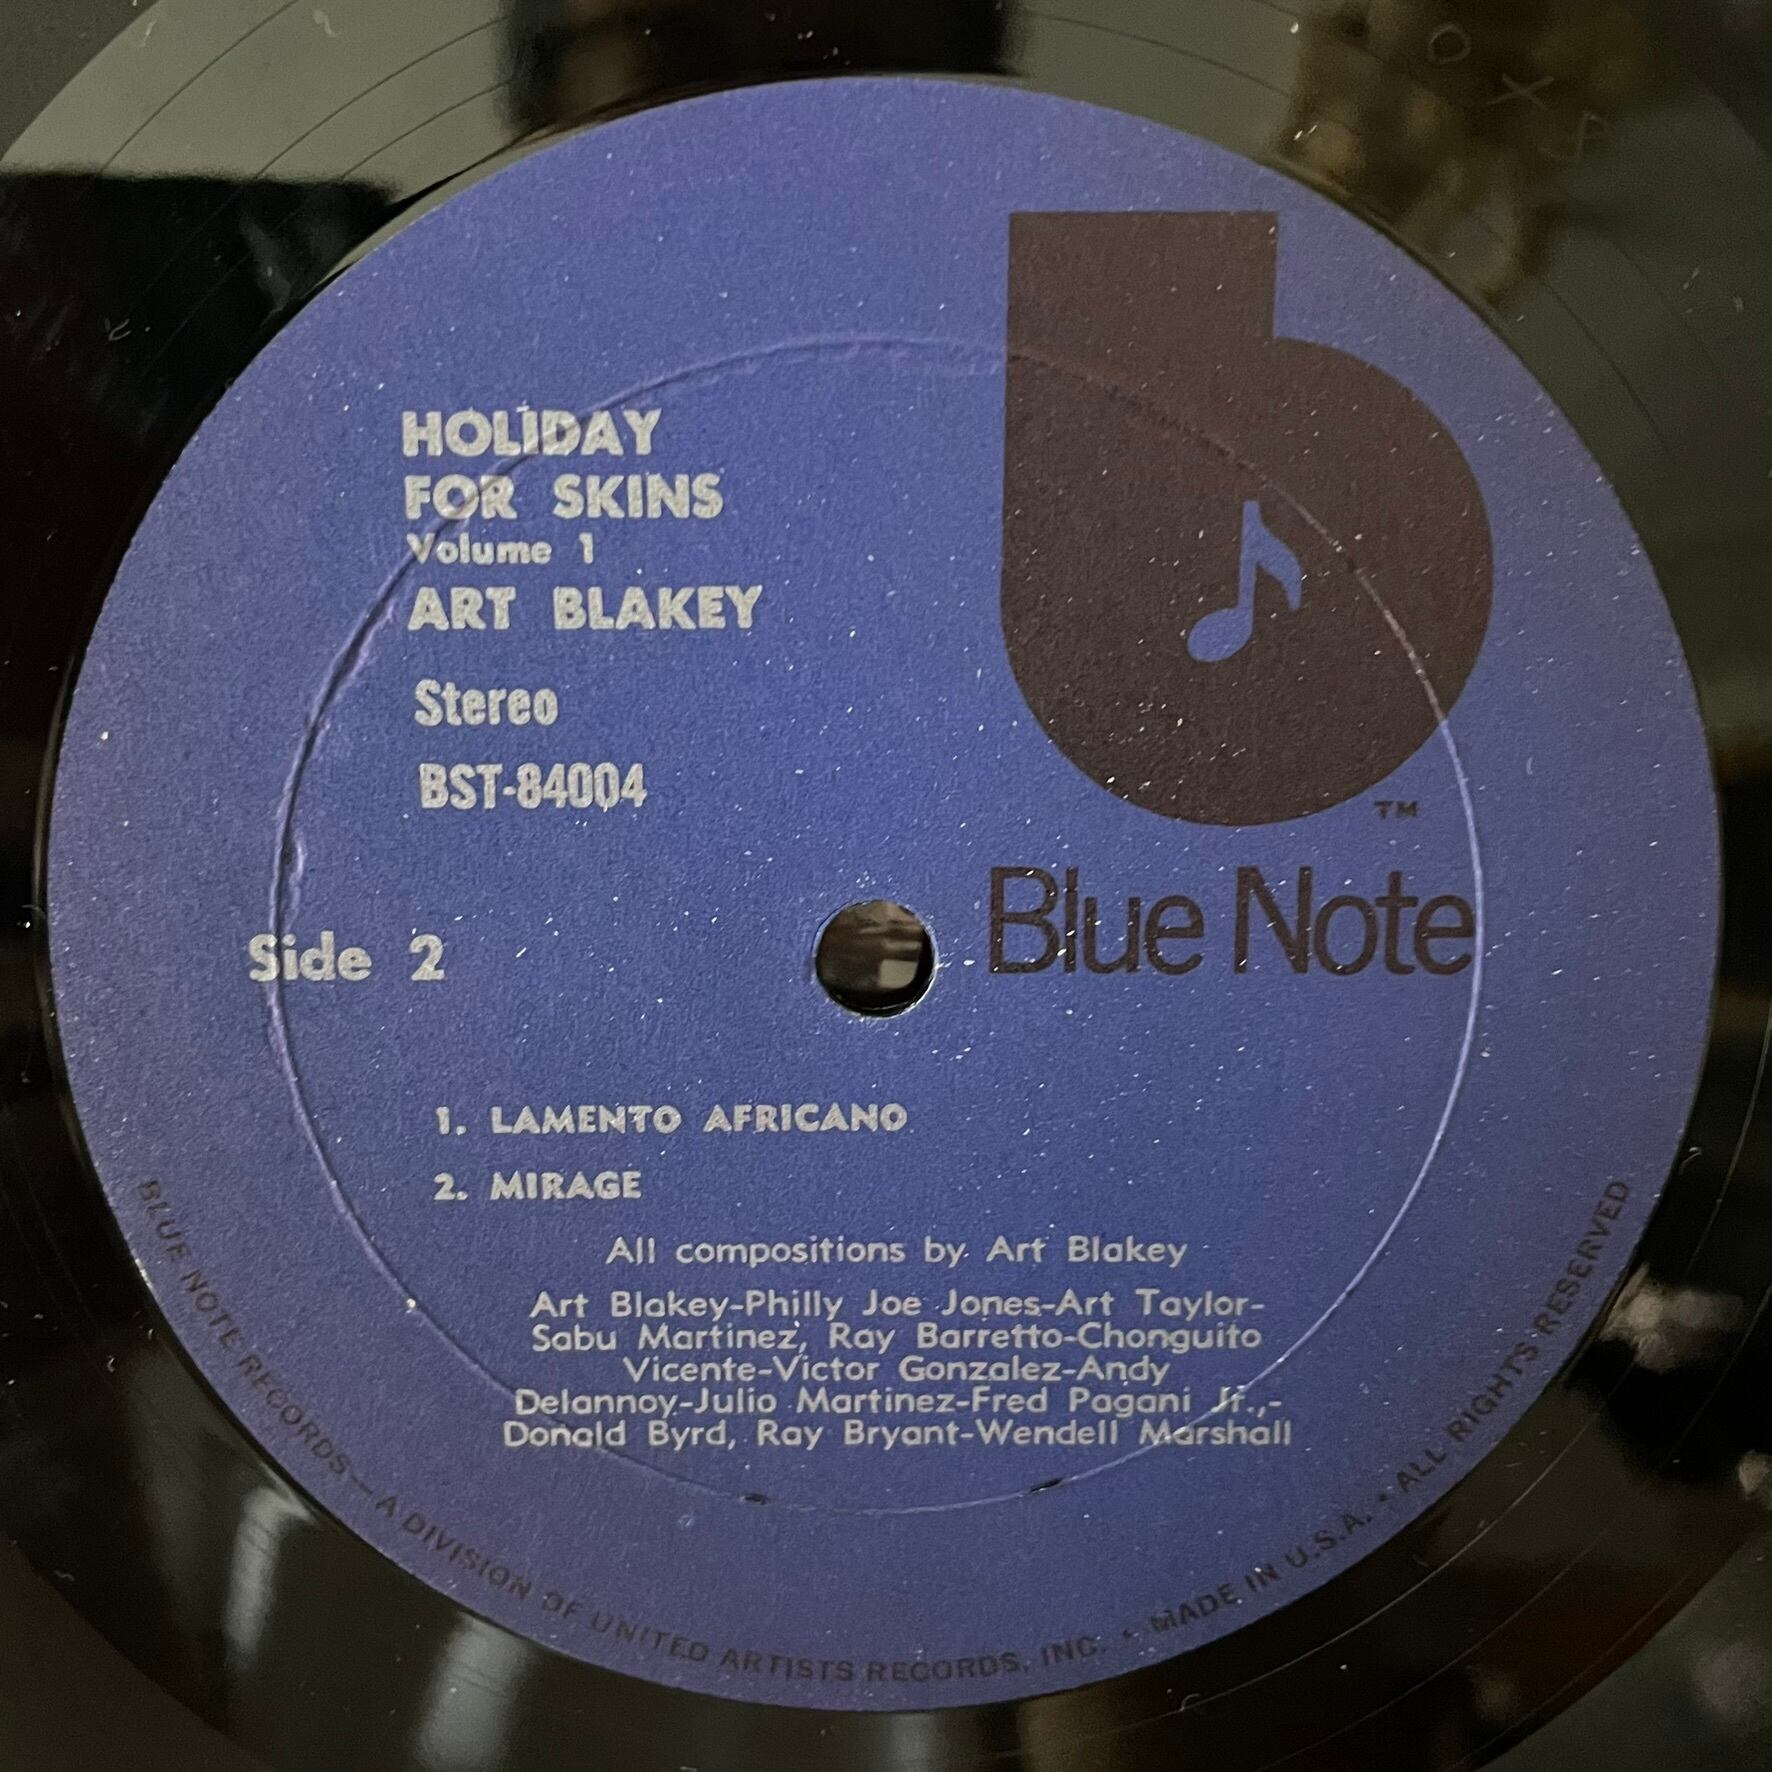 HOLIDAY
FOR SKINS
Volume 1
ART BLAKEY
Stereo
BST-84004
TM
Blue Note
Side 2
1. LAMENTO AFRICANO
2. MIRAGE
All compositions by Art Blakey
Art Blakey-Philly Joe Jones-Art Taylor-
Sabu Martinez, Ray Barretto-Chonguito
Vicente-Victor Gonzalez-Andy
Delannoy-Julio Martinez-Fred Pagani Jr.,-
Donald Byrd, Ray Bryant-Wendell Marshall
BLUE NOTE RECORDS—A DIVISION OF UNITED ARTISTS RECORDS, INC. • MADE IN U.S.A. • ALL RIGHTS RESERVED